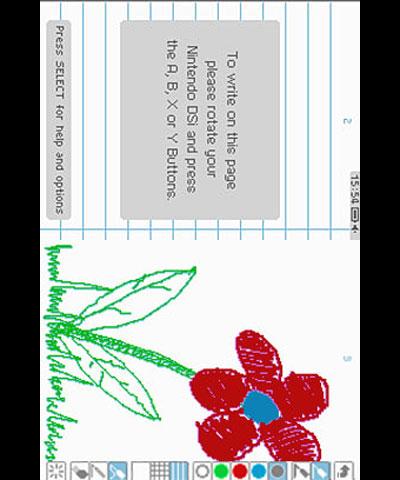 15:54
2
To write on this page
please rotate your
Nintendo DSi and press
the A, B, X or Y Buttons.
Press SELECT for help and options
3